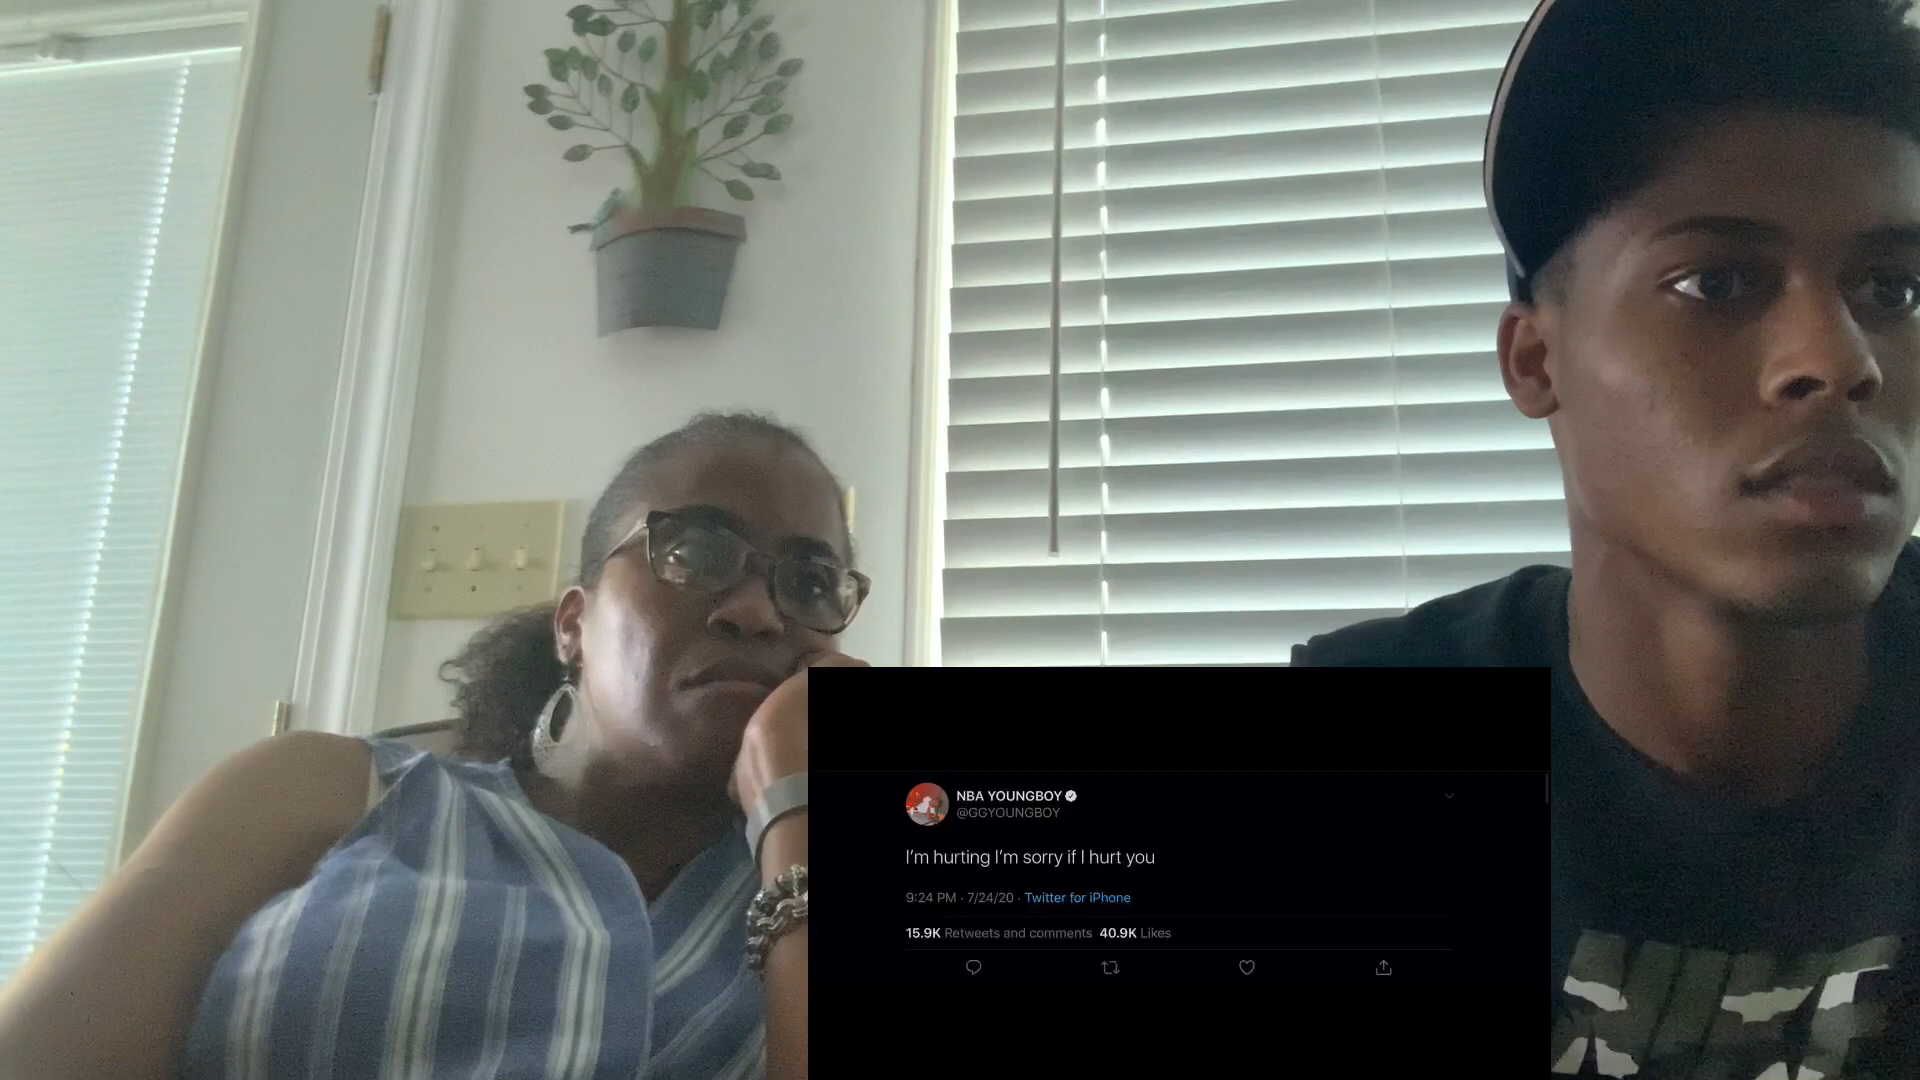 NBA YOUNGBOY
@GGYOUNGBOY
I'm hurting I'm sorry if I hurt you
9:24 PM · 7/24/20 · Twitter for iPhone
15.9K Retweets and comments 40.9K Likes